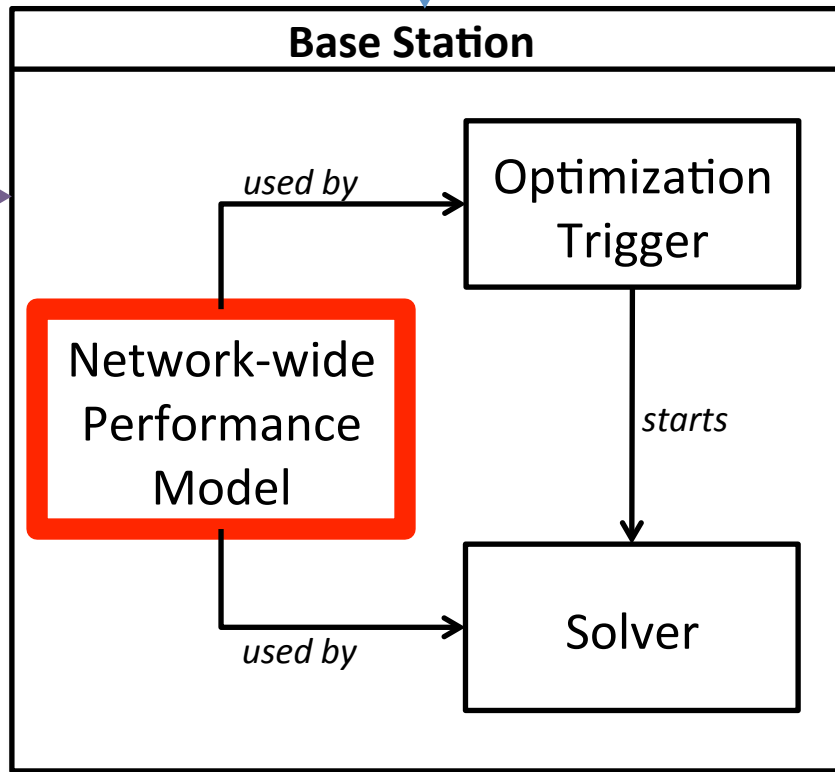 Base Station
used by
Optimization
Trigger
Network-wide
Performance
Model
starts
used by
Solver